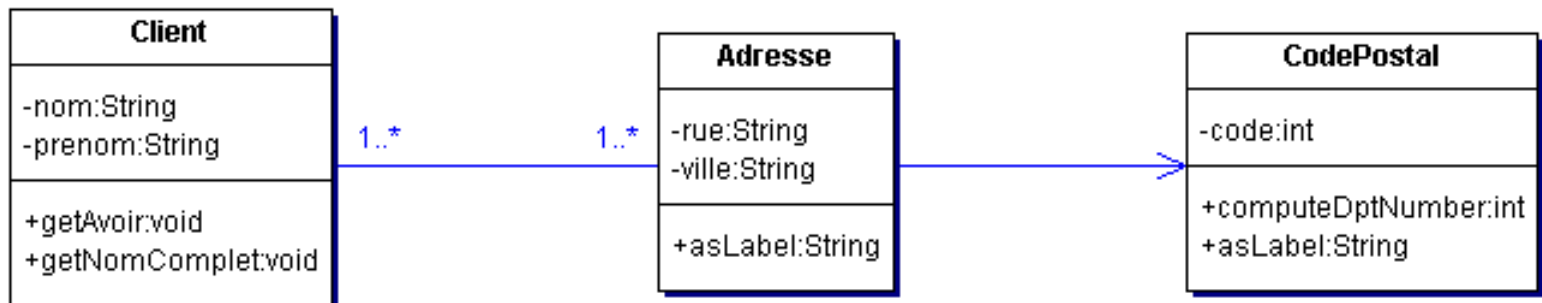 Client
-nom:String
-prenom:String
+getAvoir:void
+getNomComplet:void
1..*
1..*
Adresse
-rue:String
-ville:String
+asLabel:String
CodePostal
-code:int
+computeDptNumber:int
+asLabel:String